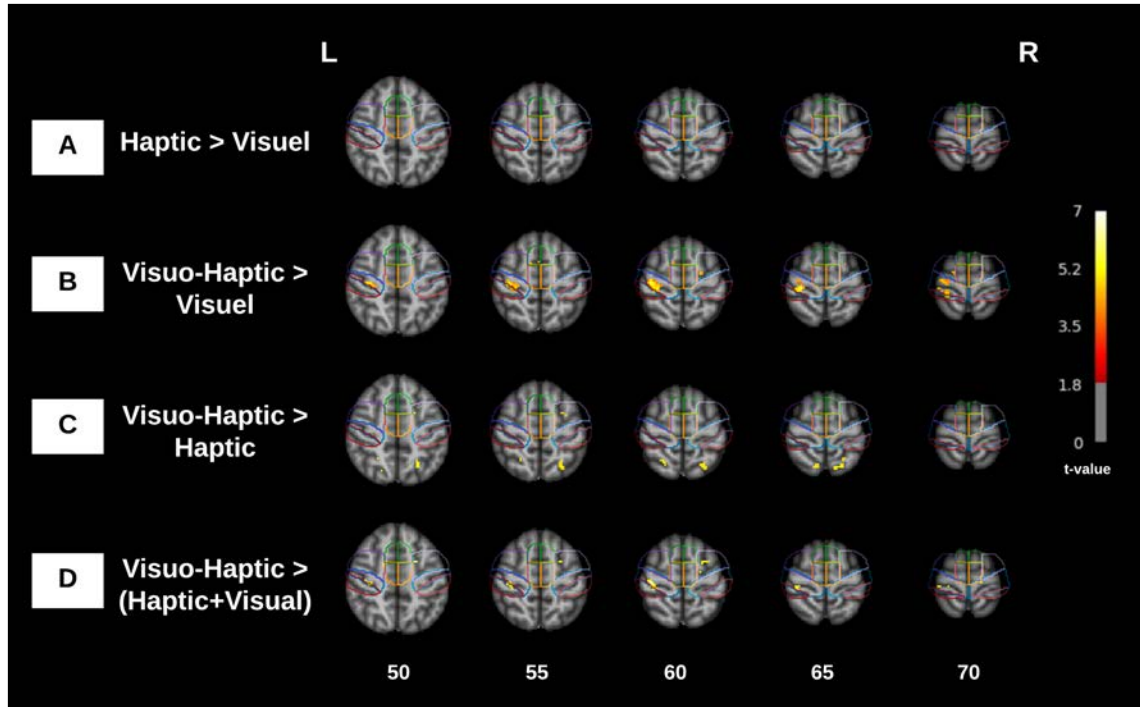 L
R
A
Haptic > Visuel
B
Visuo-Haptic >
Visuel
C
Visuo-Haptic >
Haptic
D
Visuo-Haptic >
(Haptic+Visual)
7
5.2
3.5
1.8
0
t-value
50 55 60 65 70